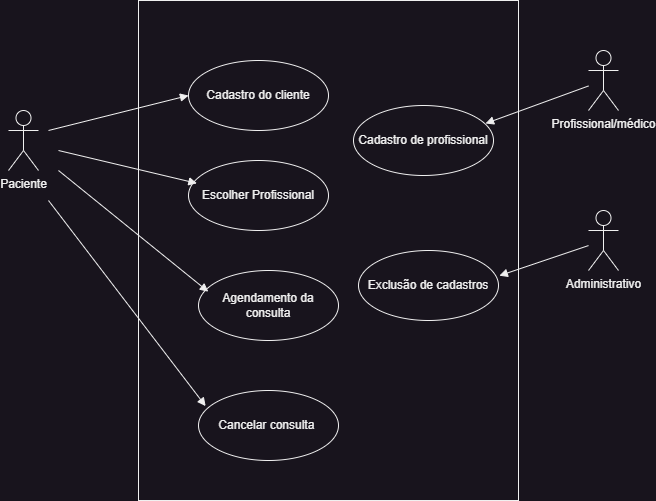 Cadastro do cliente
Escolher Profissional
Agendamento da
consulta
Cancelar consulta
Paciente
Cadastro de profissional
Exclusão de cadastros
Profissional/médico
Administrativo